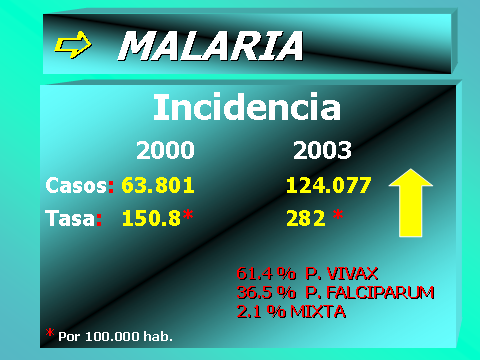 MALARIA
Incidencia
2000 2003
Casos: 63.801 124.077
Tasa: 150.8* 282 *
61.4 % P. VIVAX
36.5 % P. FALCIPARUM
2.1 % MIXTA
* Por 100.000 hab.